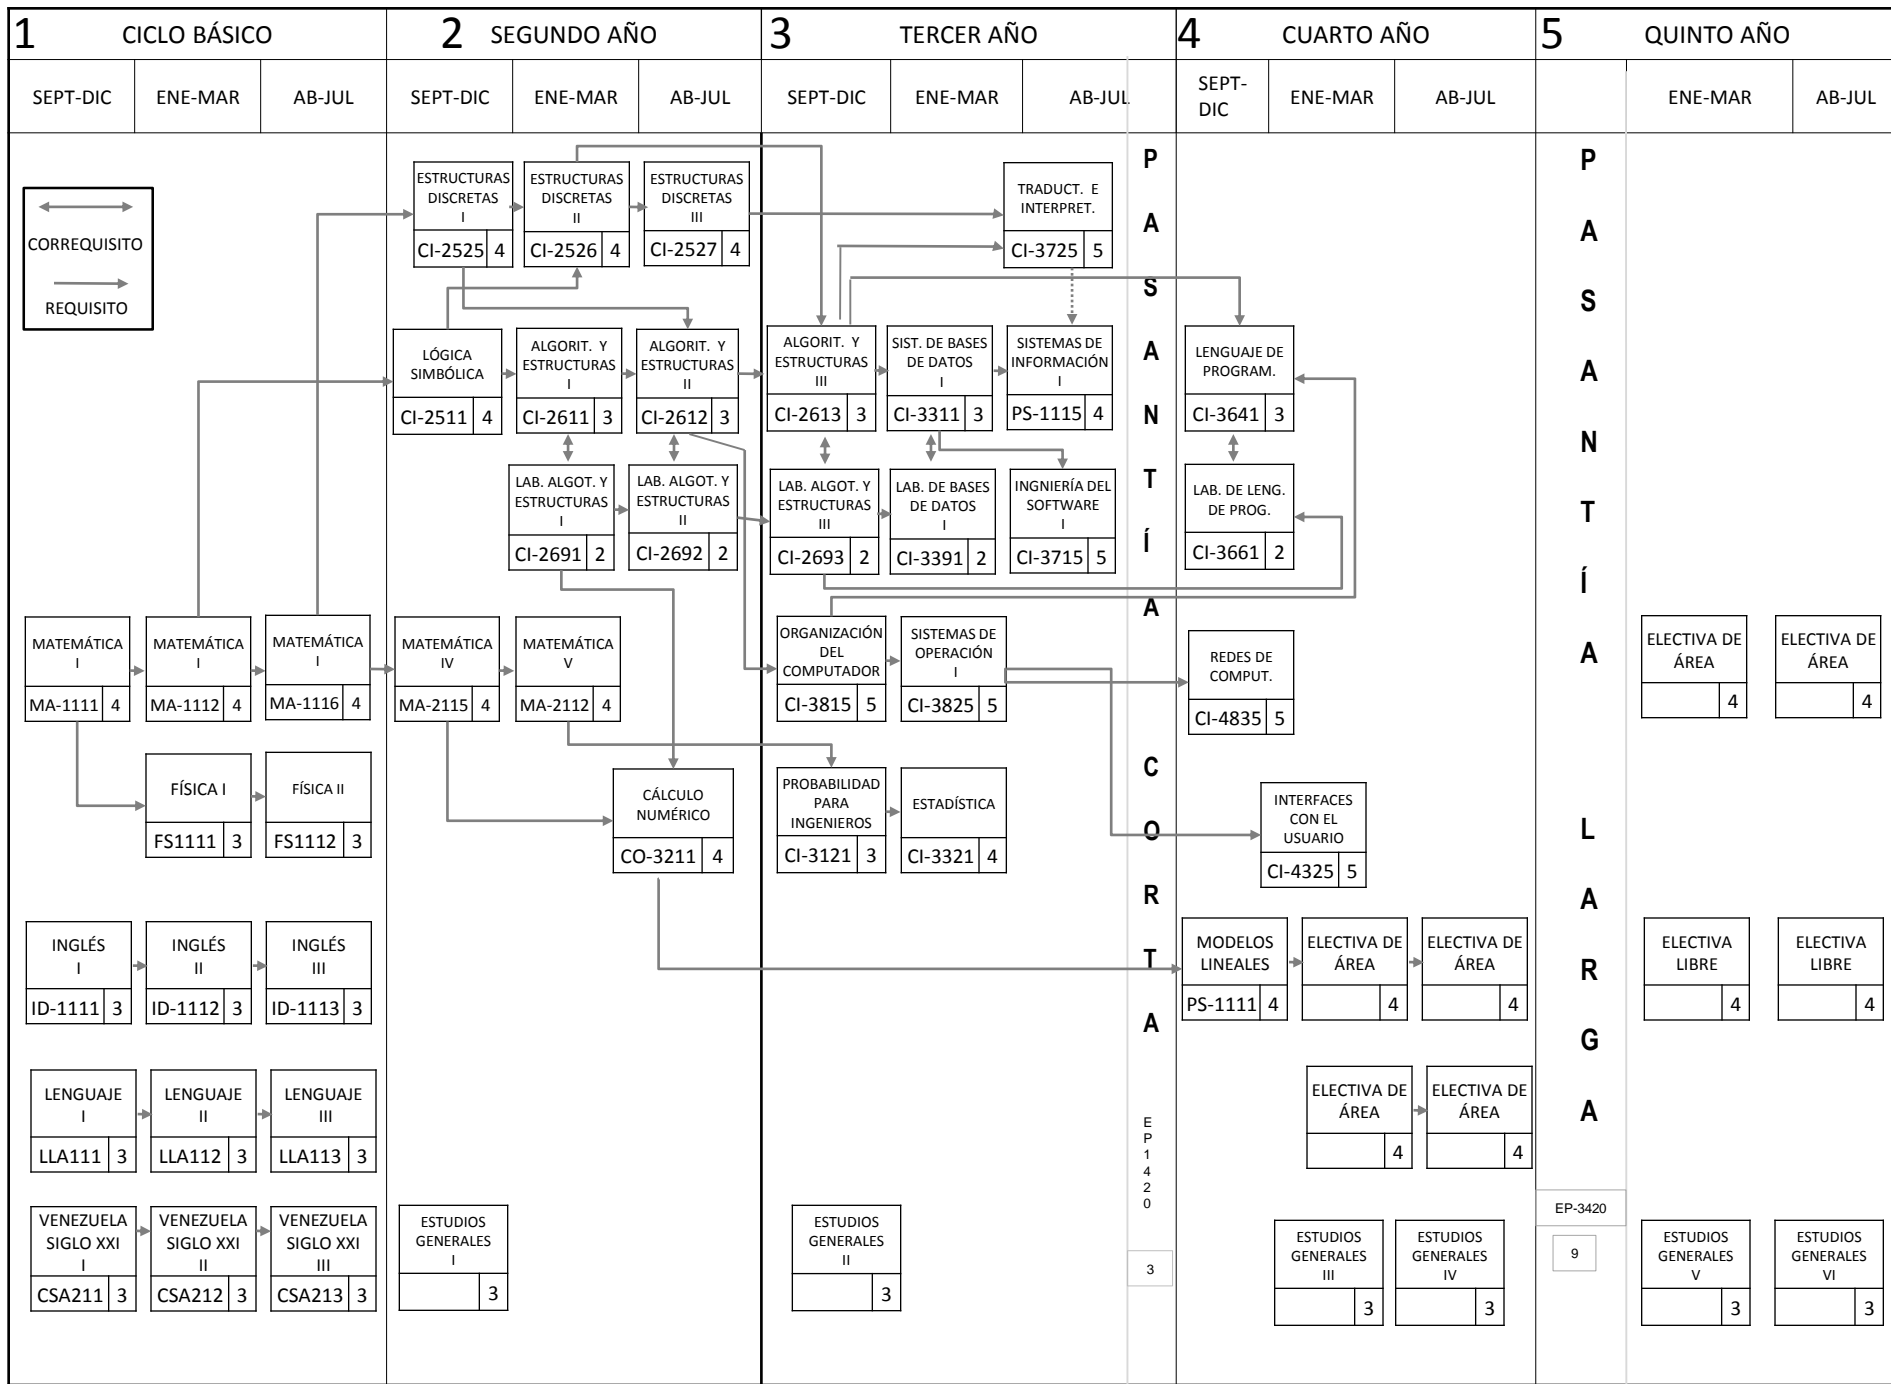 1 CICLO BÁSICO
2 SEGUNDO AÑO
3 TERCER AÑO
4 CUARTO AÑO
5 QUINTO AÑO
SEPT-DIC
ENE-MAR
AB-JUL
SEPT-DIC
ENE-MAR
AB-JUL
SEPT-DIC
ENE-MAR
AB-JUL
SEPT-
DIC
ENE-MAR
AB-JUL
ENE-MAR
AB-JUL
CORREQUISITO
REQUISITO
ESTRUCTURAS
DISCRETAS
I
CI-2525 4
ESTRUCTURAS
DISCRETAS
II
CI-2526 4
ESTRUCTURAS
DISCRETAS
III
CI-2527 4
TRADUCT. E
INTERPRET.
CI-3725 5
LÓGICA
SIMBÓLICA
CI-2511 4
ALGORIT. Y
ESTRUCTURAS
I
CI-2611 3
ALGORIT. Y
ESTRUCTURAS
II
CI-2612 3
ALGORIT. Y
ESTRUCTURAS
III
CI-2613 3
SIST. DE BASES
DE DATOS
I
CI-3311 3
SISTEMAS DE
INFORMACIÓN
I
PS-1115 4
LENGUAJE DE
PROGRAM.
CI-3641 3
LAB. ALGOT. Y
ESTRUCTURAS
I
CI-2691 2
LAB. ALGOT. Y
ESTRUCTURAS
II
CI-2692 2
LAB. ALGOT. Y
ESTRUCTURAS
III
CI-2693 2
LAB. DE BASES
DE DATOS
I
CI-3391 2
INGNIERÍA DEL
SOFTWARE
I
CI-3715 5
LAB. DE LENG.
DE PROG.
CI-3661 2
MATEMÁTICA
I
MA-1111 4
MATEMÁTICA
I
MA-1112 4
MATEMÁTICA
I
MA-1116 4
MATEMÁTICA
IV
MA-2115 4
MATEMÁTICA
V
MA-2112 4
ORGANIZACIÓN
DEL
COMPUTADOR
CI-3815 5
SISTEMAS DE
OPERACIÓN
I
CI-3825 5
REDES DE
COMPUT.
CI-4835 5
ELECTIVA DE
ÁREA
4
ELECTIVA DE
ÁREA
4
FÍSICA I
FS1111 3
FÍSICA II
FS1112 3
CÁLCULO
NUMÉRICO
CO-3211 4
PROBABILIDAD
PARA
INGENIEROS
CI-3121 3
ESTADÍSTICA
CI-3321 4
INTERFACES
CON EL
USUARIO
CI-4325 5
INGLÉS
I
ID-1111 3
INGLÉS
II
ID-1112 3
INGLÉS
III
ID-1113 3
MODELOS
LINEALES
PS-1111 4
ELECTIVA DE
ÁREA
4
ELECTIVA DE
ÁREA
4
ELECTIVA
LIBRE
4
ELECTIVA
LIBRE
4
LENGUAJE
I
LLA111 3
LENGUAJE
II
LLA112 3
LENGUAJE
III
LLA113 3
ELECTIVA DE
ÁREA
4
ELECTIVA DE
ÁREA
4
VENEZUELA
SIGLO XXI
I
CSA211 3
VENEZUELA
SIGLO XXI
II
CSA212 3
VENEZUELA
SIGLO XXI
III
CSA213 3
ESTUDIOS
GENERALES
I
3
ESTUDIOS
GENERALES
II
3
ESTUDIOS
GENERALES
III
3
ESTUDIOS
GENERALES
IV
3
ESTUDIOS
GENERALES
V
3
ESTUDIOS
GENERALES
VI
3
PASANTÍA CORTA
EP1420
3
PASANTÍA LARGA
EP-3420
9